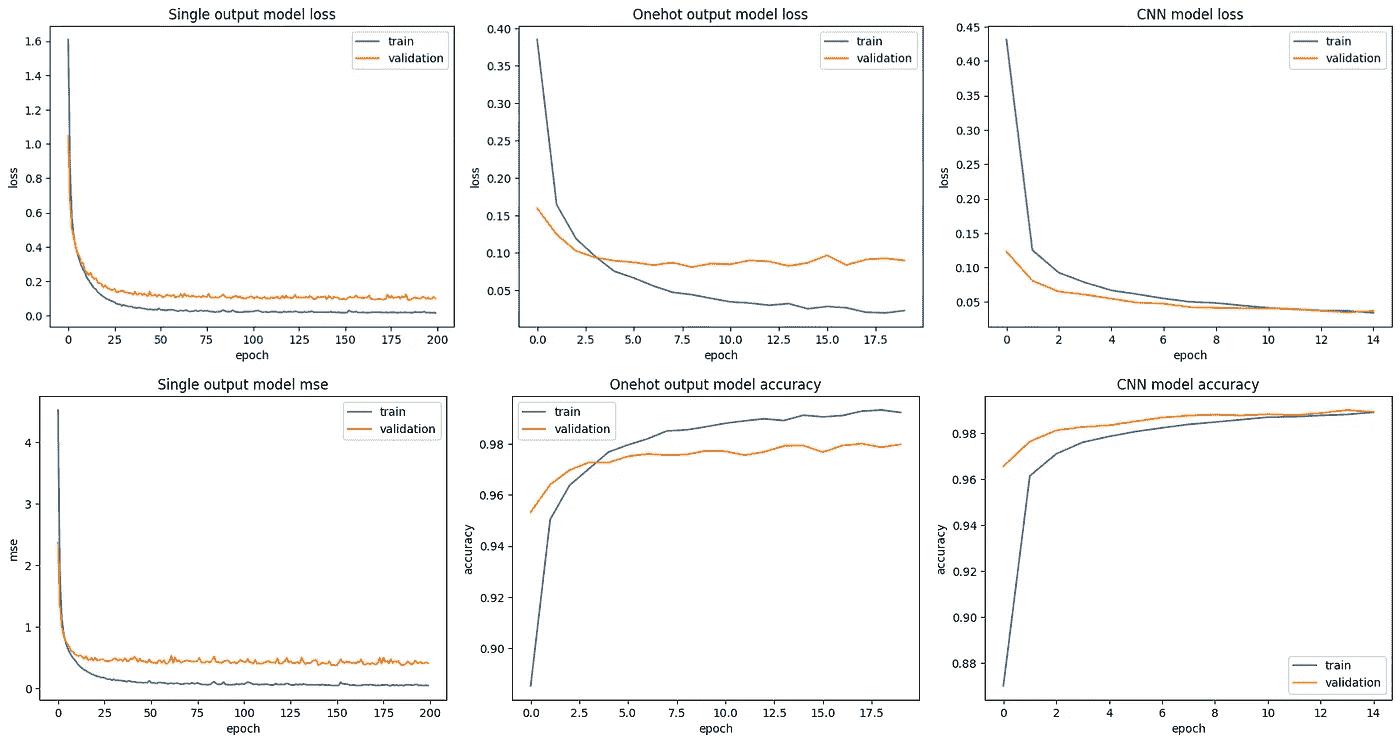 Single output model loss
1.6
1.4
1.2
1.0
0.8
0.6
0.4
0.2
0.0
loss
train
validation
0 25 50 75 100 125 150 175 200
epoch
Onehot output model loss
0.40
0.35
0.30
0.25
0.20
0.15
0.10
0.05
loss
train
validation
0.0 2.5 5.0 7.5 10.0 12.5 15.0 17.5
epoch
CNN model loss
0.45
0.40
0.35
0.30
0.25
0.20
0.15
0.10
0.05
loss
train
validation
0 2 4 6 8 10 12 14
epoch
Single output model mse
4
3
2
1
0
mse
train
validation
0 25 50 75 100 125 150 175 200
epoch
Onehot output model accuracy
train
validation
0.98
0.96
0.94
0.92
0.90
accuracy
0.0 2.5 5.0 7.5 10.0 12.5 15.0 17.5
epoch
CNN model accuracy
0.98
0.96
0.94
0.92
0.90
0.88
accuracy
train
validation
0 2 4 6 8 10 12 14
epoch